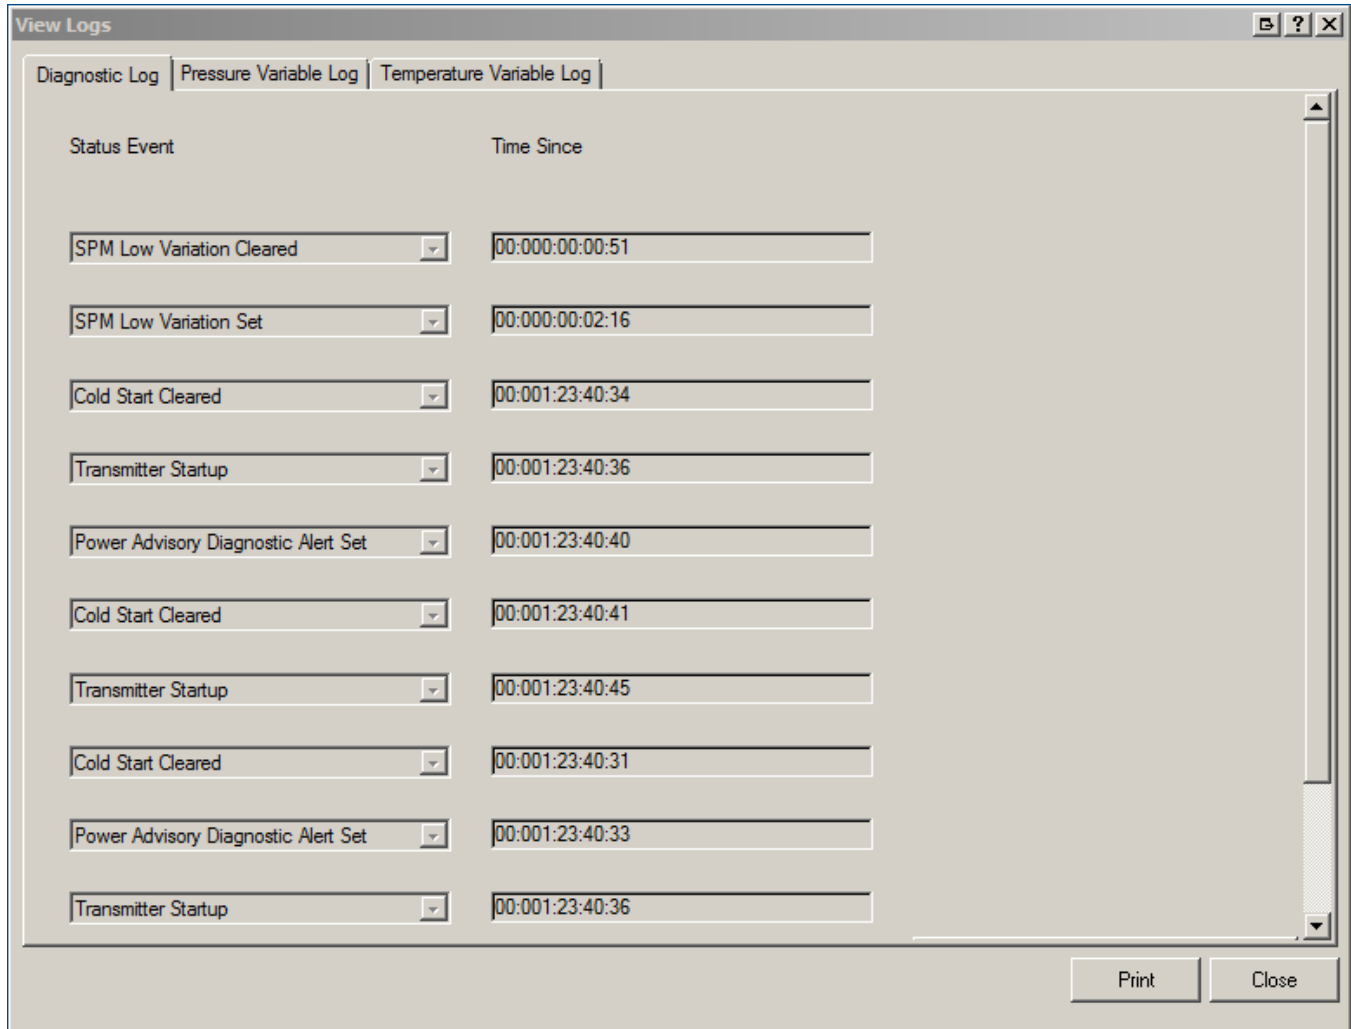 View Logs
Diagnostic Log Pressure Variable Log Temperature Variable Log
Status Event Time Since
SPM Low Variation Cleared 00:000:00:00:51
SPM Low Variation Set 00:000:00:02:16
Cold Start Cleared 00:001:23:40:34
Transmitter Startup 00:001:23:40:36
Power Advisory Diagnostic Alert Set 00:001:23:40:40
Cold Start Cleared 00:001:23:40:41
Transmitter Startup 00:001:23:40:45
Cold Start Cleared 00:001:23:40:31
Power Advisory Diagnostic Alert Set 00:001:23:40:33
Transmitter Startup 00:001:23:40:36
Print Close